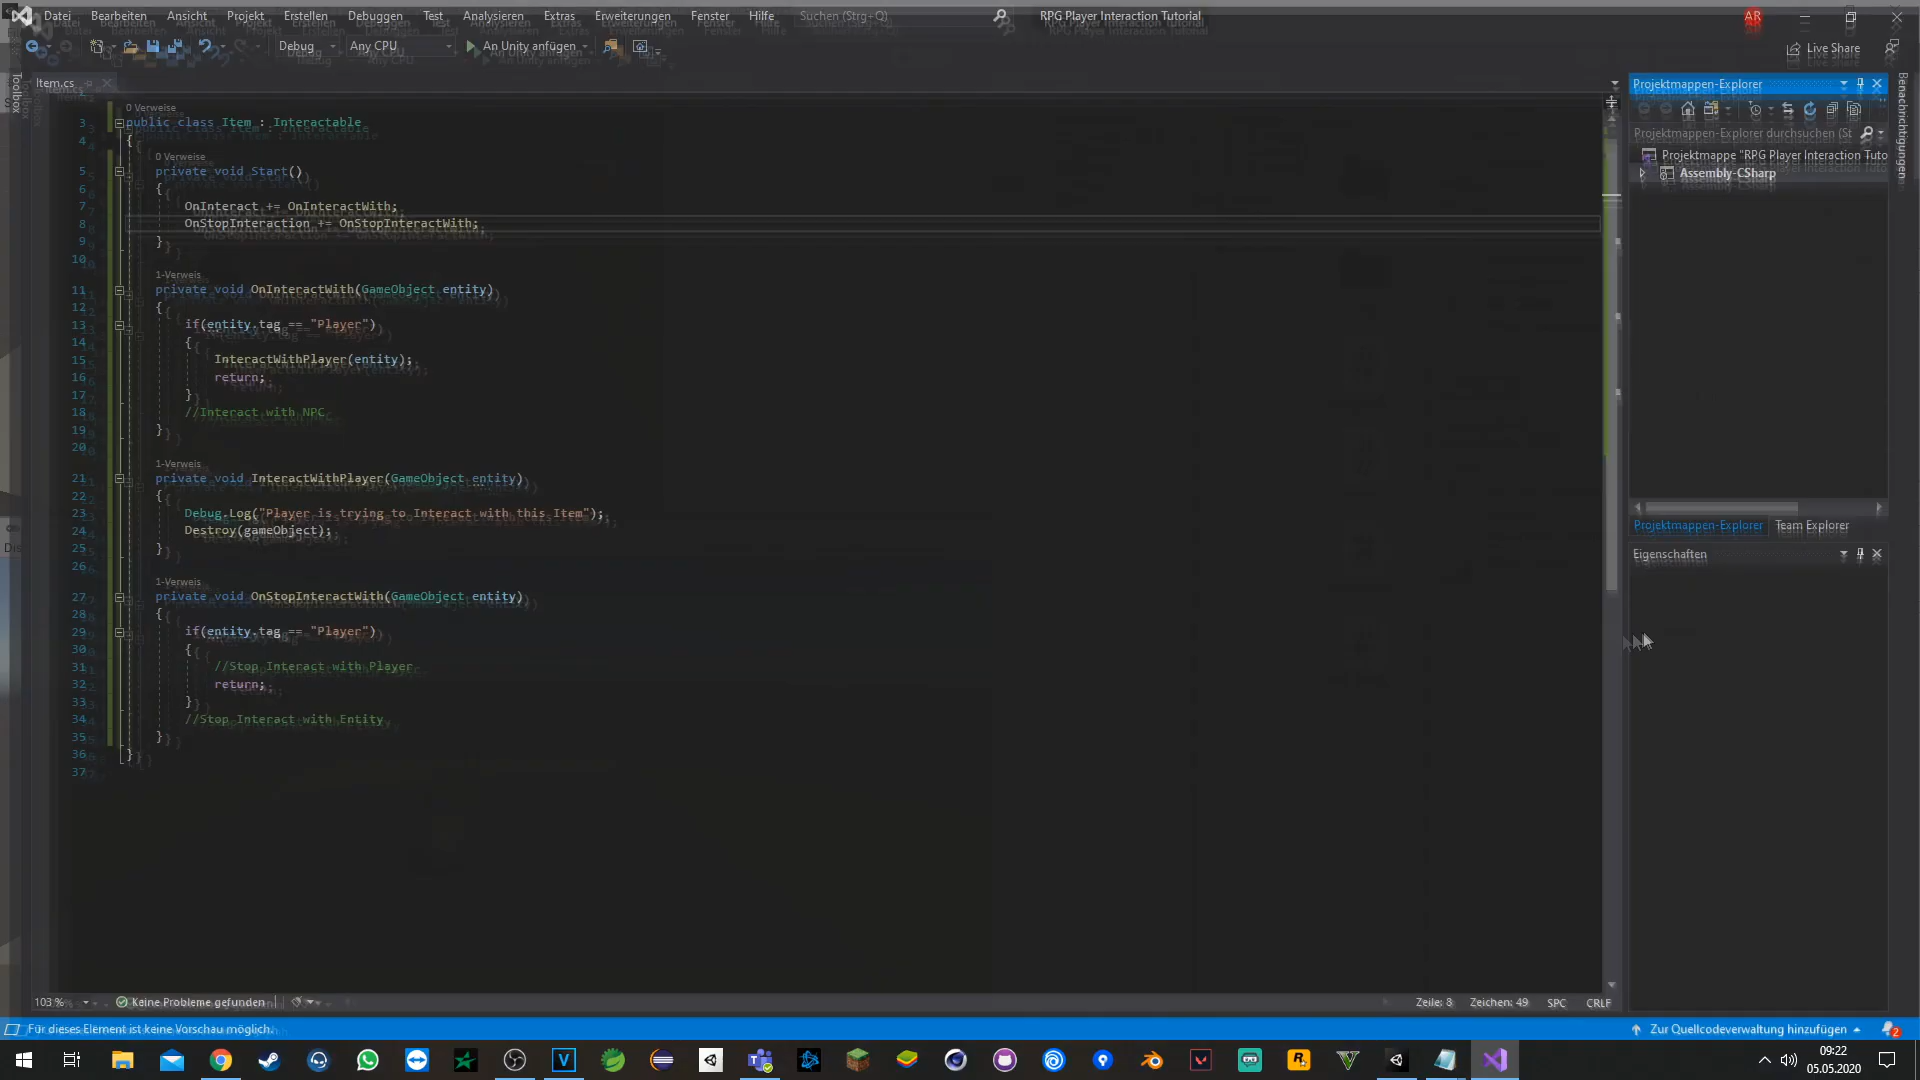 Datei Bearbeiten Ansicht Projekt Erstellen Debuggen Test Analysieren Extras Erweiterungen Fenster Hilfe Suchen (Strg+Q) RPG Player Interaction Tutorial AR
Debug Any CPU An Unity anfügen Live Share
Toolbox
Item.cs
0 Verweise
3 public class Item : Interactable
4 {
0 Verweise
5 private void Start()
6 {
7 OnInteract += OnInteractWith;
8 OnStopInteraction += OnStopInteractWith;
9 }
10
1-Verweis
11 private void OnInteractWith(GameObject entity)
12 {
13 if(entity.tag == "Player")
14 {
15 InteractWithPlayer(entity);
16 return;
17 }
18 //Interact with NPC
19 }
20
1-Verweis
21 private void InteractWithPlayer(GameObject entity)
22 {
23 Debug.Log("Player is trying to Interact with this Item");
24 Destroy(gameObject);
25 }
26
1-Verweis
27 private void OnStopInteractWith(GameObject entity)
28 {
29 if(entity.tag == "Player")
30 {
31 //Stop Interact with Player
32 return;
33 }
34 //Stop Interact with Entity
35 }
36 }
37
103 % Keine Probleme gefunden Zeile: 8 Zeichen: 49 SPC CRLF
Projektmappen-Explorer
Projektmappen-Explorer durchsuchen (St
Projektmappe "RPG Player Interaction Tuto
Assembly-CSharp
Projektmappen-Explorer Team Explorer
Eigenschaften
Benachrichtigungen
Für dieses Element ist keine Vorschau möglich. Zur Quellcodeverwaltung hinzufügen 2
09:22
05.05.2020